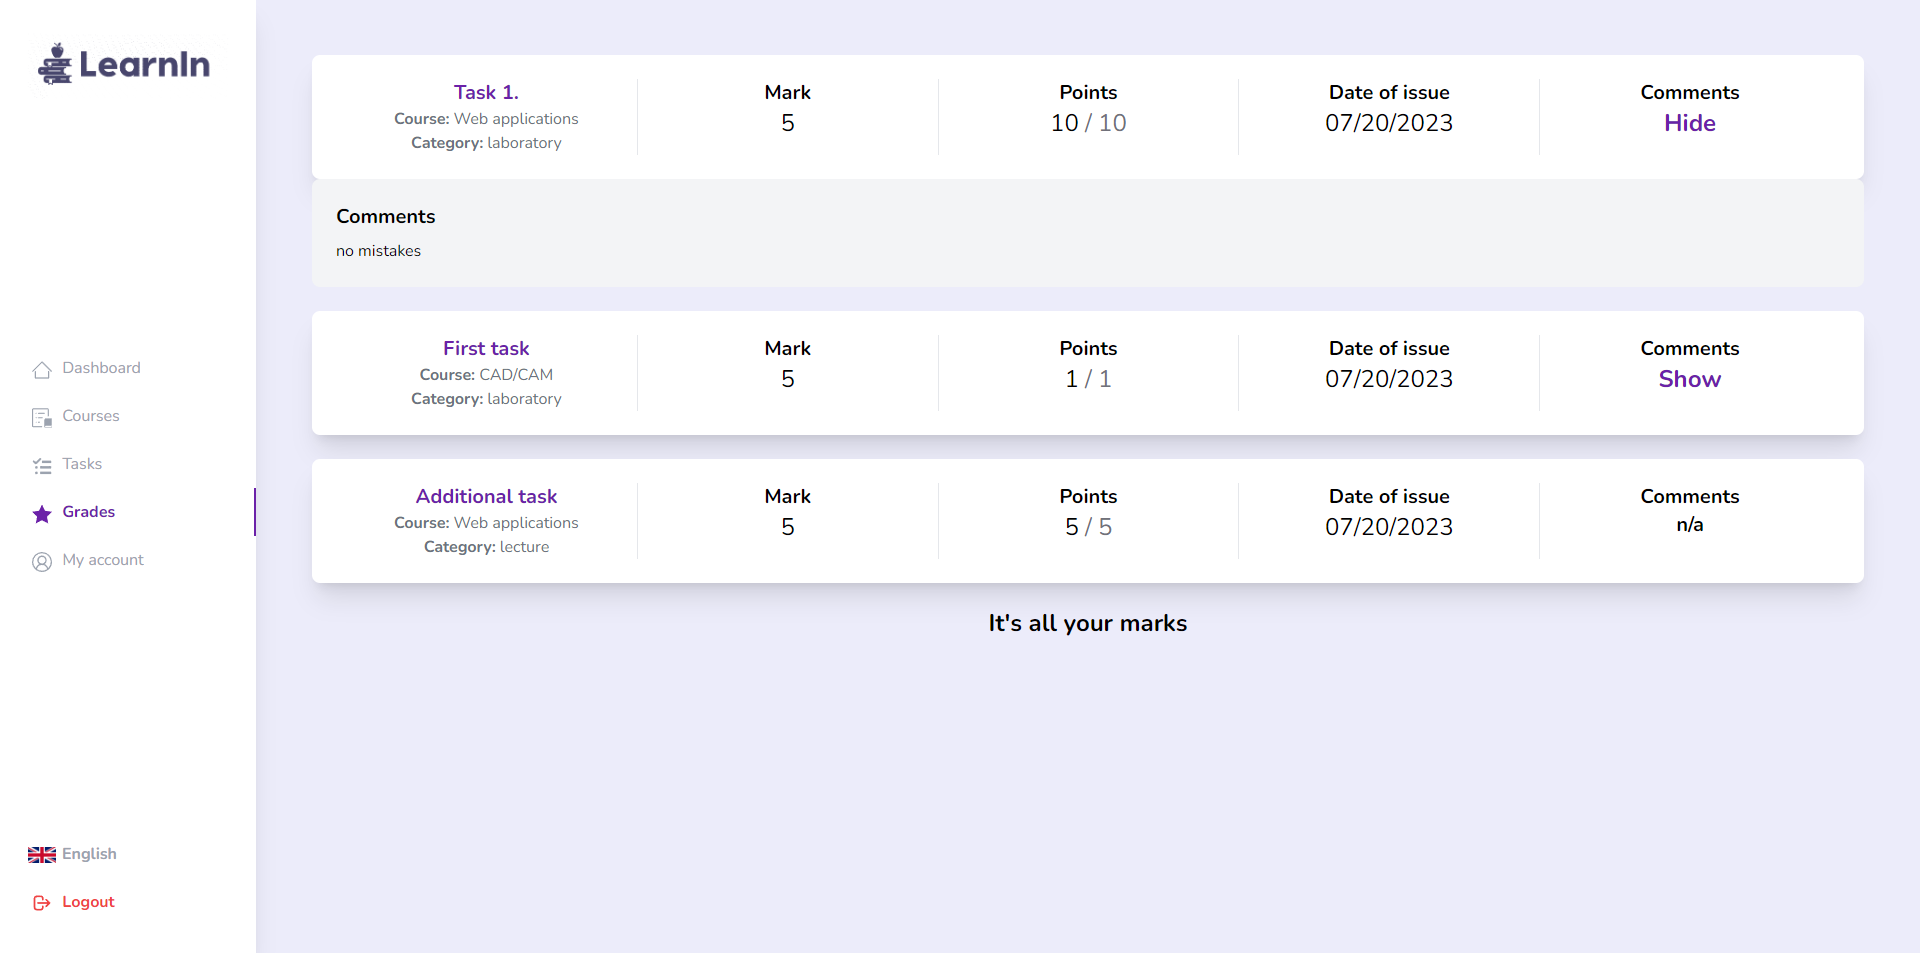 LearnIn
Dashboard
Courses
Tasks
Grades
My account
English
Logout
Task 1.
Course: Web applications
Category: laboratory
Mark
5
Points
10 / 10
Date of issue
07/20/2023
Comments
Hide
Comments
no mistakes
First task
Course: CAD/CAM
Category: laboratory
Mark
5
Points
1 / 1
Date of issue
07/20/2023
Comments
Show
Additional task
Course: Web applications
Category: lecture
Mark
5
Points
5 / 5
Date of issue
07/20/2023
Comments
n/a
It's all your marks